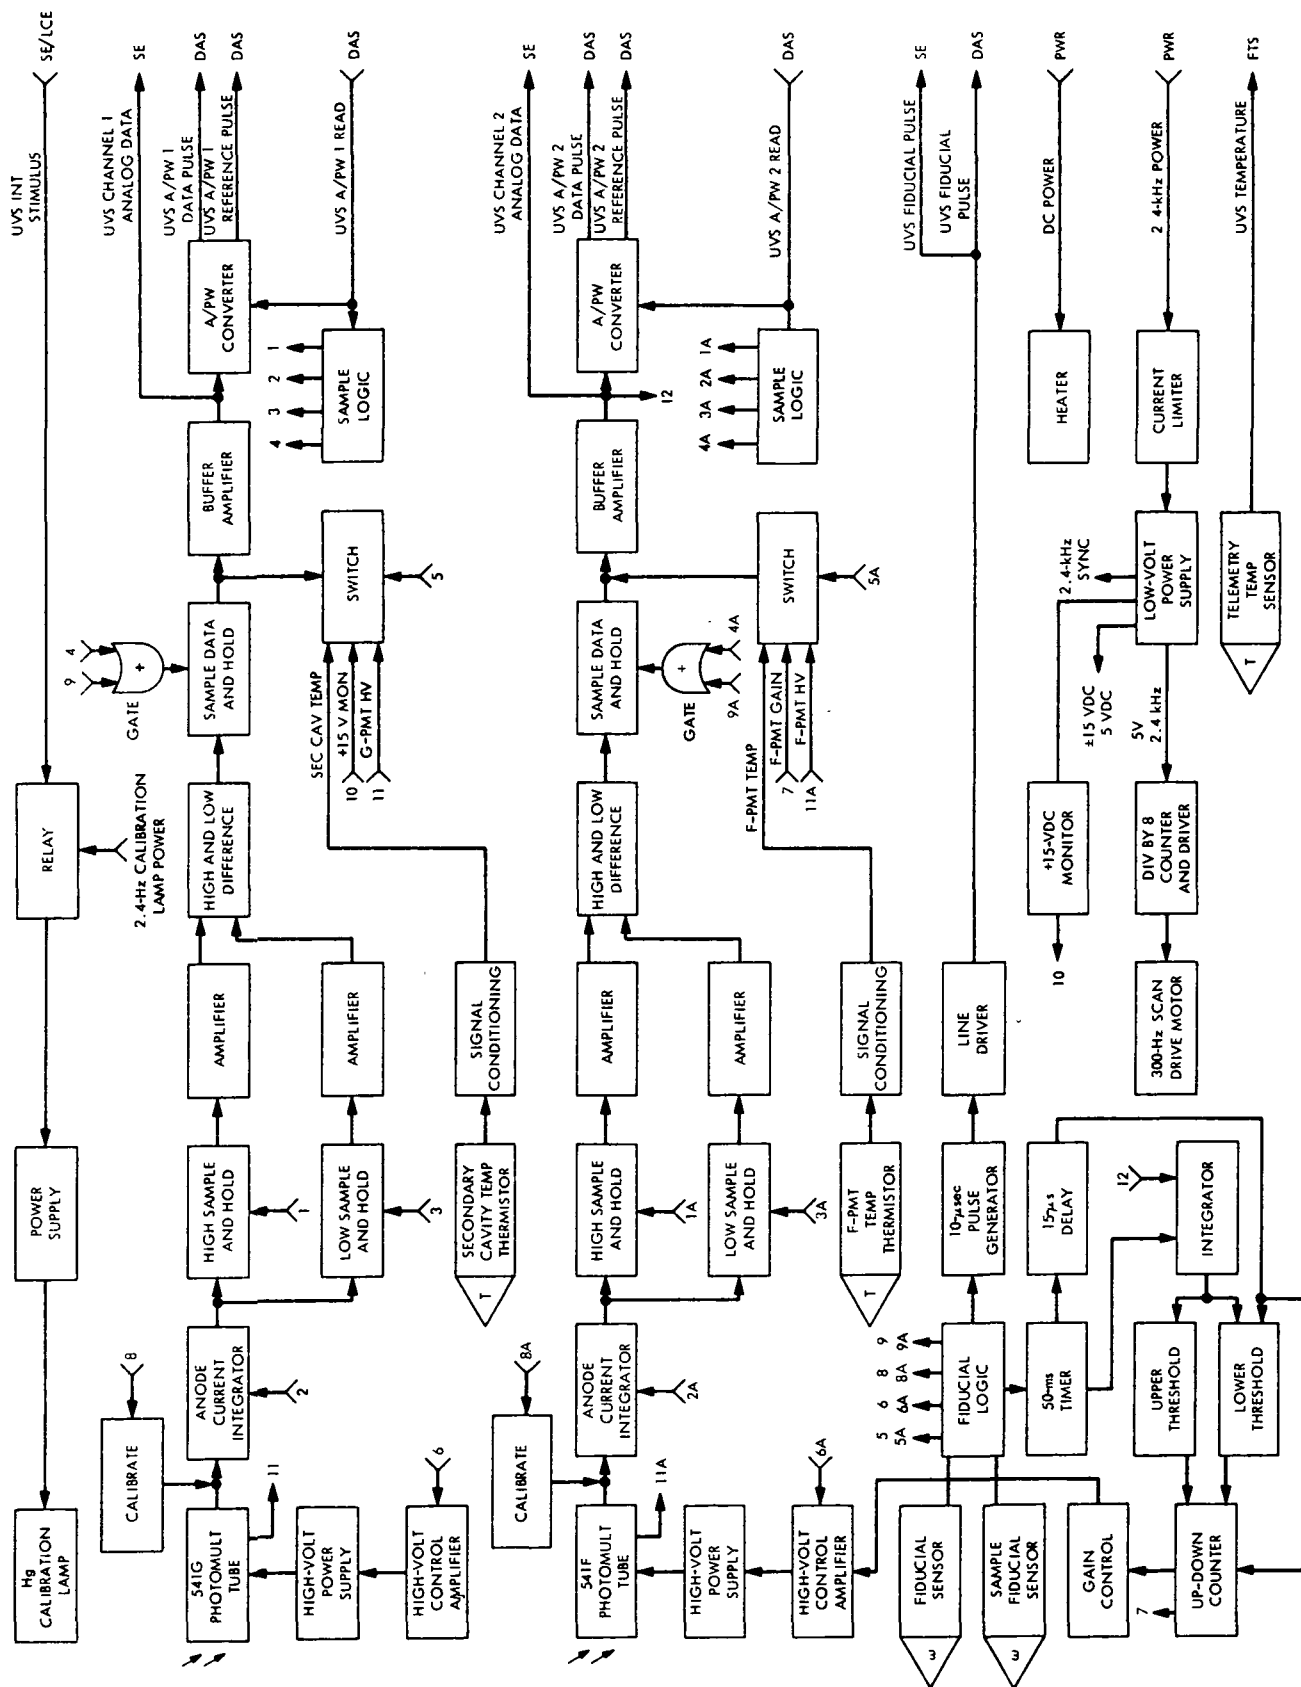 Hg
CALIBRATION
LAMP
POWER
SUPPLY
RELAY
2.4-Hz CALIBRATION
LAMP POWER
UVS INT
STIMULUS
SE/LCE
CALIBRATE
8
541G
PHOTOMULT
TUBE
11
HIGH-VOLT
POWER
SUPPLY
HIGH-VOLT
CONTROL
AMPLIFIER
6
ANODE
CURRENT
INTEGRATOR
2
HIGH SAMPLE
AND HOLD
1
LOW SAMPLE
AND HOLD
3
AMPLIFIER
AMPLIFIER
HIGH AND LOW
DIFFERENCE
GATE
9
4
+
SAMPLE DATA
AND HOLD
BUFFER
AMPLIFIER
A/PW
CONVERTER
UVS CHANNEL 1
ANALOG DATA
SE
UVS A/PW 1
DATA PULSE
DAS
UVS A/PW 1
REFERENCE PULSE
DAS
UVS A/PW 1 READ
DAS
SAMPLE
LOGIC
4
3
2
1
SWITCH
5
SEC CAV TEMP
+15 V MON
10
G-PMT HV
11
T
SECONDARY
CAVITY TEMP
THERMISTOR
SIGNAL
CONDITIONING
CALIBRATE
8A
541F
PHOTOMULT
TUBE
11A
HIGH-VOLT
POWER
SUPPLY
HIGH-VOLT
CONTROL
AMPLIFIER
6A
ANODE
CURRENT
INTEGRATOR
2A
HIGH SAMPLE
AND HOLD
1A
LOW SAMPLE
AND HOLD
3A
AMPLIFIER
AMPLIFIER
HIGH AND LOW
DIFFERENCE
SAMPLE DATA
AND HOLD
GATE
+
9A
4A
BUFFER
AMPLIFIER
12
A/PW
CONVERTER
UVS CHANNEL 2
ANALOG DATA
SE
UVS A/PW 2
DATA PULSE
DAS
UVS A/PW 2
REFERENCE PULSE
DAS
UVS A/PW 2 READ
DAS
SAMPLE
LOGIC
4A
3A
2A
1A
SWITCH
5A
F-PMT TEMP
F-PMT GAIN
7
F-PMT HV
11A
T
F-PMT
TEMP
THERMISTOR
SIGNAL
CONDITIONING
FIDUCIAL
SENSOR
3
SAMPLE
FIDUCIAL
SENSOR
3
FIDUCIAL
LOGIC
5
5A
6
6A
8
8A
9
9A
10-μsec
PULSE
GENERATOR
LINE
DRIVER
UVS FIDUCIAL PULSE
SE
UVS FIDUCIAL
PULSE
DAS
50-ms
TIMER
15-μs
DELAY
GAIN
CONTROL
UP-DOWN
COUNTER
7
UPPER
THRESHOLD
LOWER
THRESHOLD
INTEGRATOR
12
HEATER
DC POWER
PWR
+15-VDC
MONITOR
10
CURRENT
LIMITER
2 4-kHz POWER
PWR
LOW-VOLT
POWER
SUPPLY
2.4-kHz
SYNC
±15 VDC
5 VDC
5V
2.4 kHz
DIV BY 8
COUNTER
AND DRIVER
300-Hz SCAN
DRIVE MOTOR
T
TELEMETRY
TEMP
SENSOR
UVS TEMPERATURE
FTS